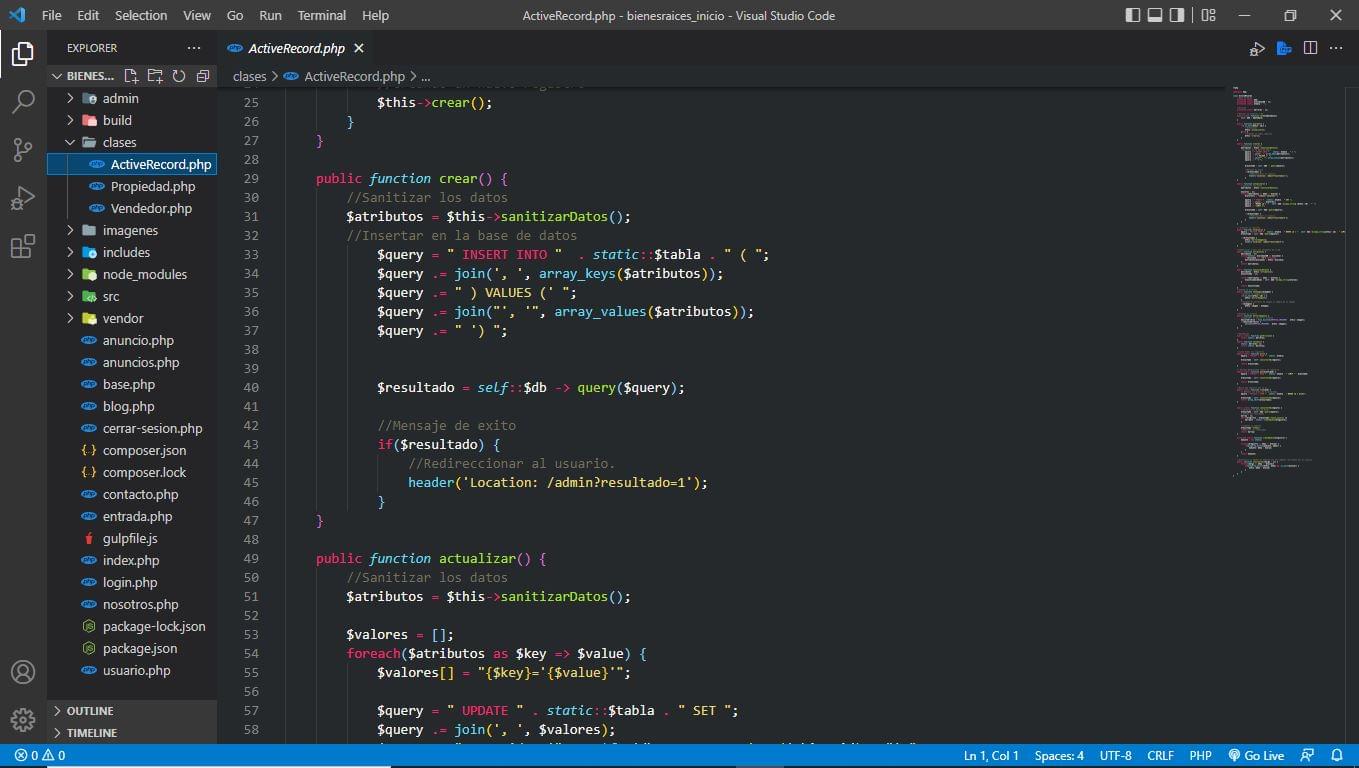 File Edit Selection View Go Run Terminal Help
ActiveRecord.php - bienesraices_inicio - Visual Studio Code
EXPLORER
BIENES...
admin
build
clases
ActiveRecord.php
Propiedad.php
Vendedor.php
imagenes
includes
node_modules
src
vendor
anuncio.php
anuncios.php
base.php
blog.php
cerrar-sesion.php
composer.json
composer.lock
contacto.php
entrada.php
gulpfile.js
index.php
login.php
nosotros.php
package-lock.json
package.json
usuario.php
OUTLINE
TIMELINE
ActiveRecord.php
clases > ActiveRecord.php > ...
25 $this->crear();
26 }
27 }
28
29 public function crear() {
30 //Sanitizar los datos
31 $atributos = $this->sanitizarDatos();
32 //Insertar en la base de datos
33 $query = " INSERT INTO " . static::$tabla . " ( ";
34 $query .= join(', ', array_keys($atributos));
35 $query .= " ) VALUES (' ";
36 $query .= join("', '", array_values($atributos));
37 $query .= " ') ";
38
39
40 $resultado = self::$db -> query($query);
41
42 //Mensaje de exito
43 if($resultado) {
44 //Redireccionar al usuario.
45 header('Location: /admin?resultado=1');
46 }
47 }
48
49 public function actualizar() {
50 //Sanitizar los datos
51 $atributos = $this->sanitizarDatos();
52
53 $valores = [];
54 foreach($atributos as $key => $value) {
55 $valores[] = "{$key}='{$value}'";
56
57 $query = " UPDATE " . static::$tabla . " SET ";
58 $query .= join(', ', $valores);
0 0
Ln 1, Col 1 Spaces: 4 UTF-8 CRLF PHP Go Live